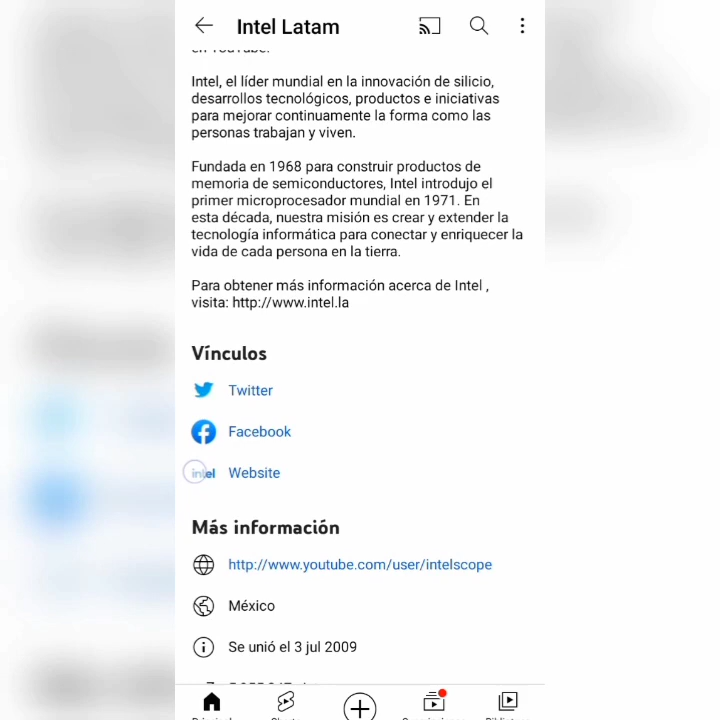 Intel Latam
en YouTube.
Intel, el líder mundial en la innovación de silicio,
desarrollos tecnológicos, productos e iniciativas
para mejorar continuamente la forma como las
personas trabajan y viven.
Fundada en 1968 para construir productos de
memoria de semiconductores, Intel introdujo el
primer microprocesador mundial en 1971. En
esta década, nuestra misión es crear y extender la
tecnología informática para conectar y enriquecer la
vida de cada persona en la tierra.
Para obtener más información acerca de Intel ,
visita: http://www.intel.la
Vínculos
Twitter
Facebook
intel Website
Más información
http://www.youtube.com/user/intelscope
México
Se unió el 3 jul 2009